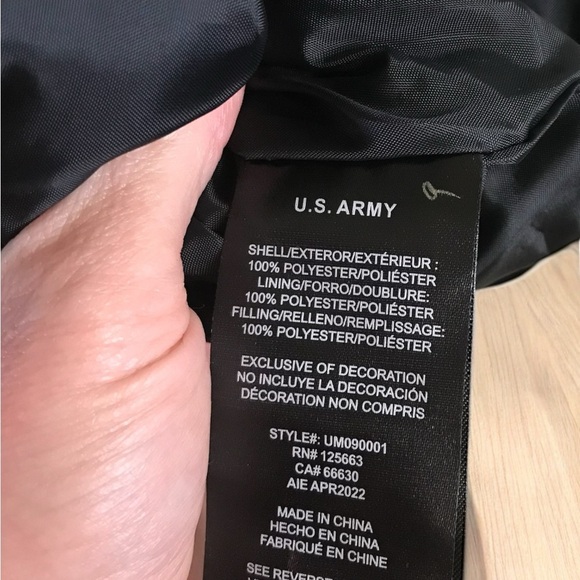 U.S. ARMY
SHELL/EXTEROR/EXTÉRIEUR :
100% POLYESTER/POLIÉSTER
LINING/FORRO/DOUBLURE:
100% POLYESTER/POLIÉSTER
FILLING/RELLENO/REMPLISSAGE:
100% POLYESTER/POLIÉSTER
EXCLUSIVE OF DECORATION
NO INCLUYE LA DECORACIÓN
DÉCORATION NON COMPRIS
STYLE#: UM090001
RN# 125663
CA# 66630
AIE APR2022
MADE IN CHINA
HECHO EN CHINA
FABRIQUÉ EN CHINE
SEE REVERSE